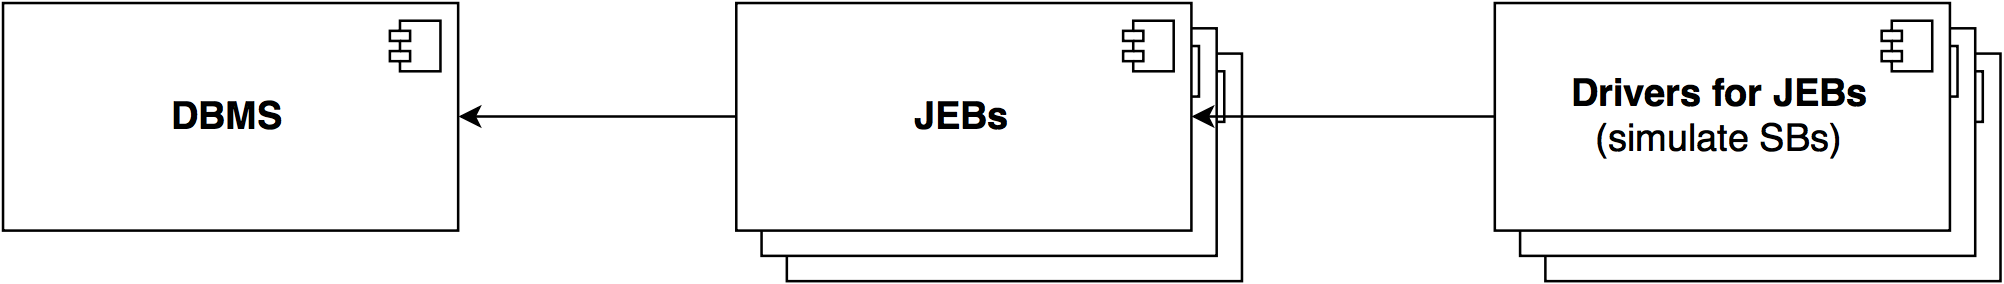 DBMS
JEBs
Drivers for JEBs
(simulate SBs)